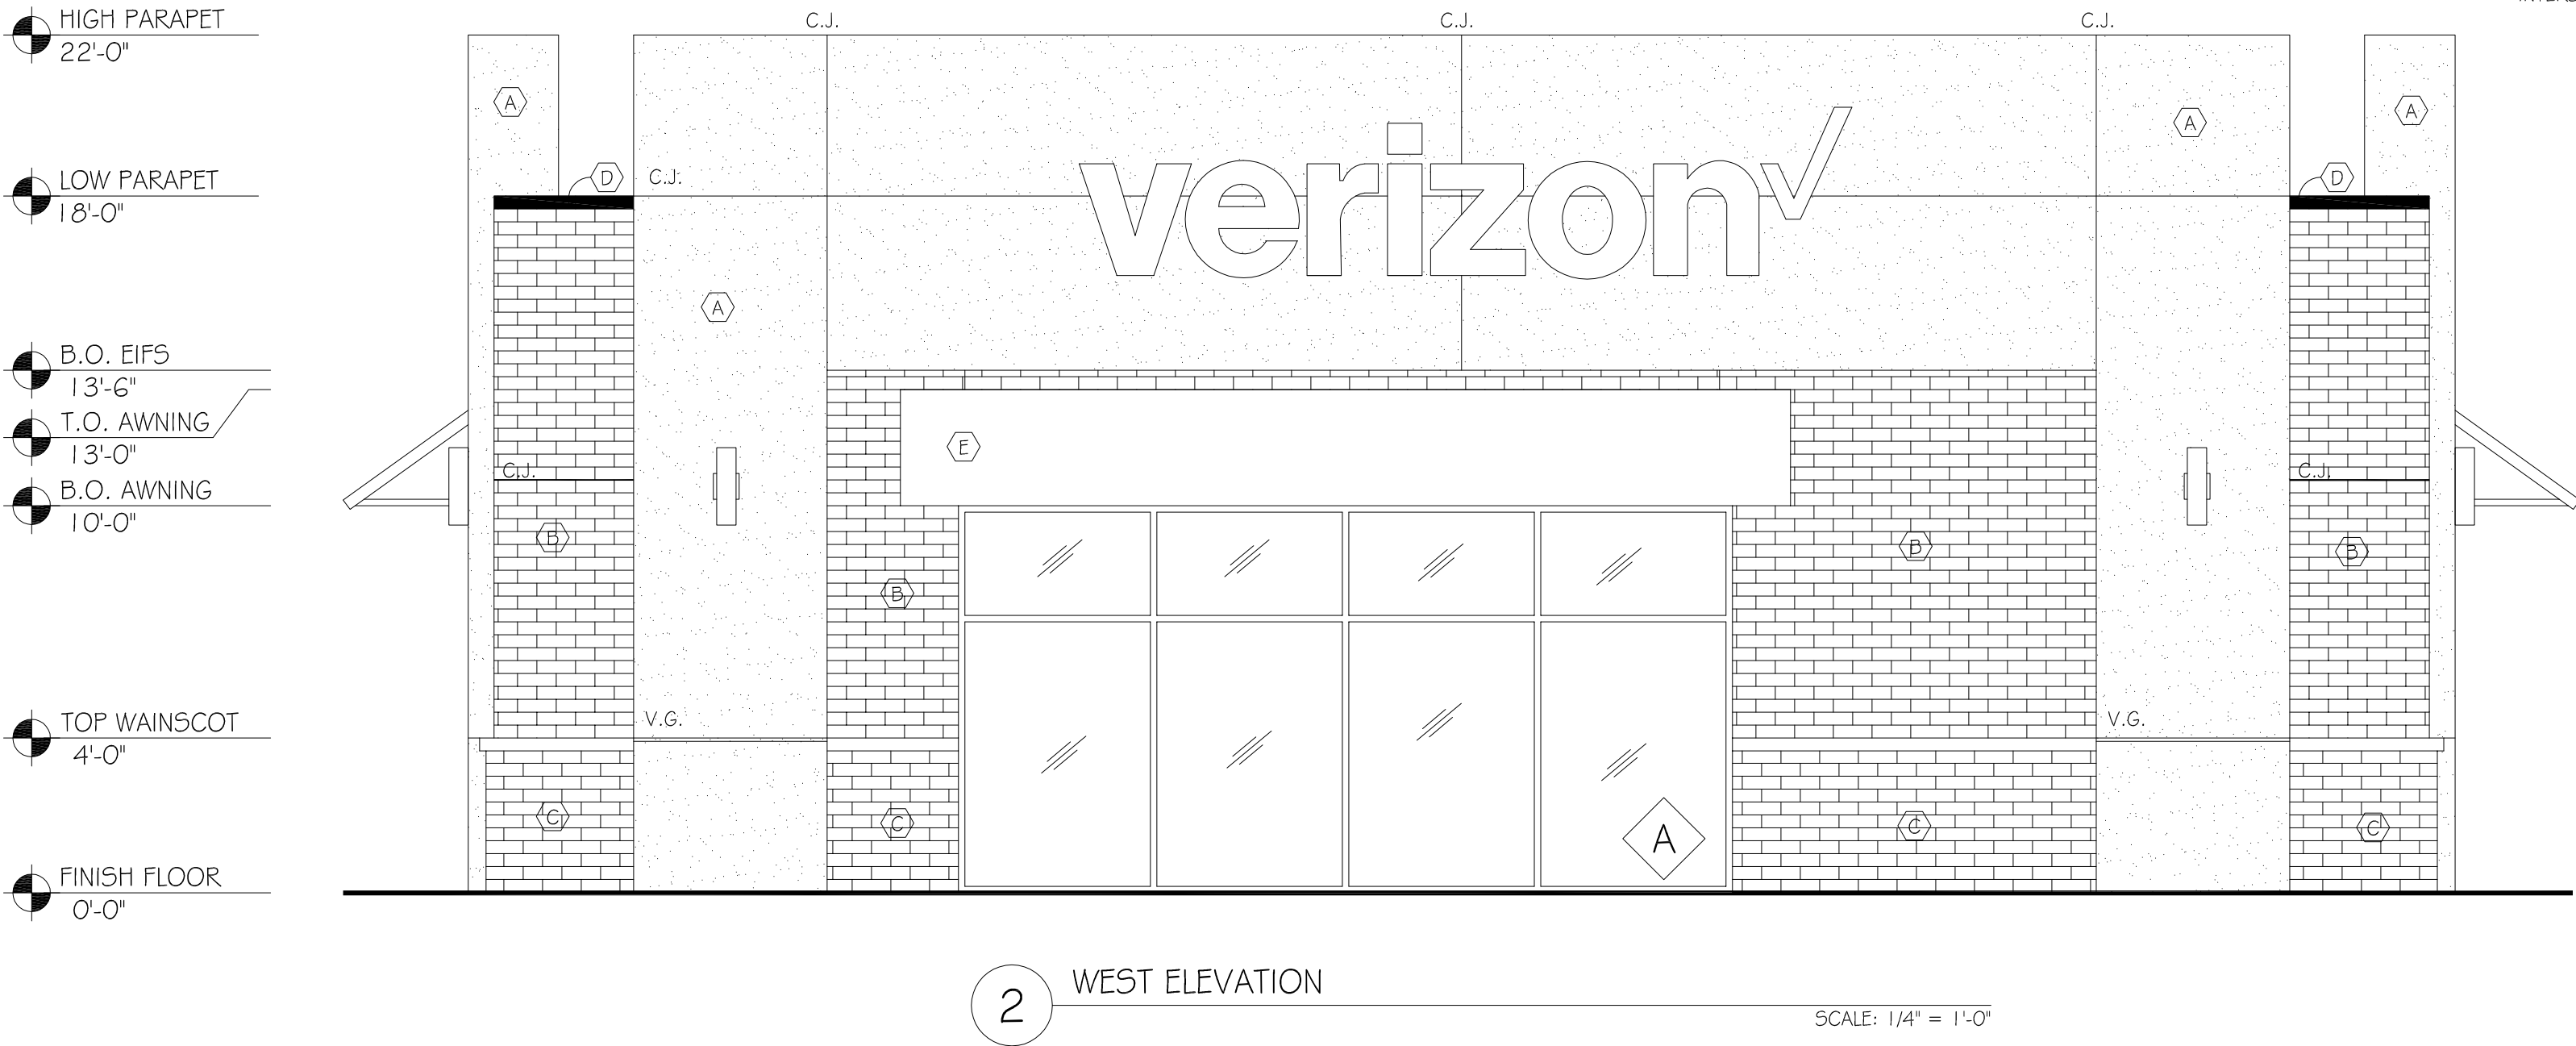 HIGH PARAPET
22'-0"
C.J.
C.J.
C.J.
A
A
A
verizon
LOW PARAPET
18'-0"
D
C.J.
D
A
B.O. EIFS
13'-6"
T.O. AWNING
13'-0"
E
C.J.
C.J.
B.O. AWNING
10'-0"
B
B
B
B
TOP WAINSCOT
4'-0"
V.G.
V.G.
C
C
C
C
A
FINISH FLOOR
0'-0"
2
WEST ELEVATION
SCALE: 1/4" = 1'-0"